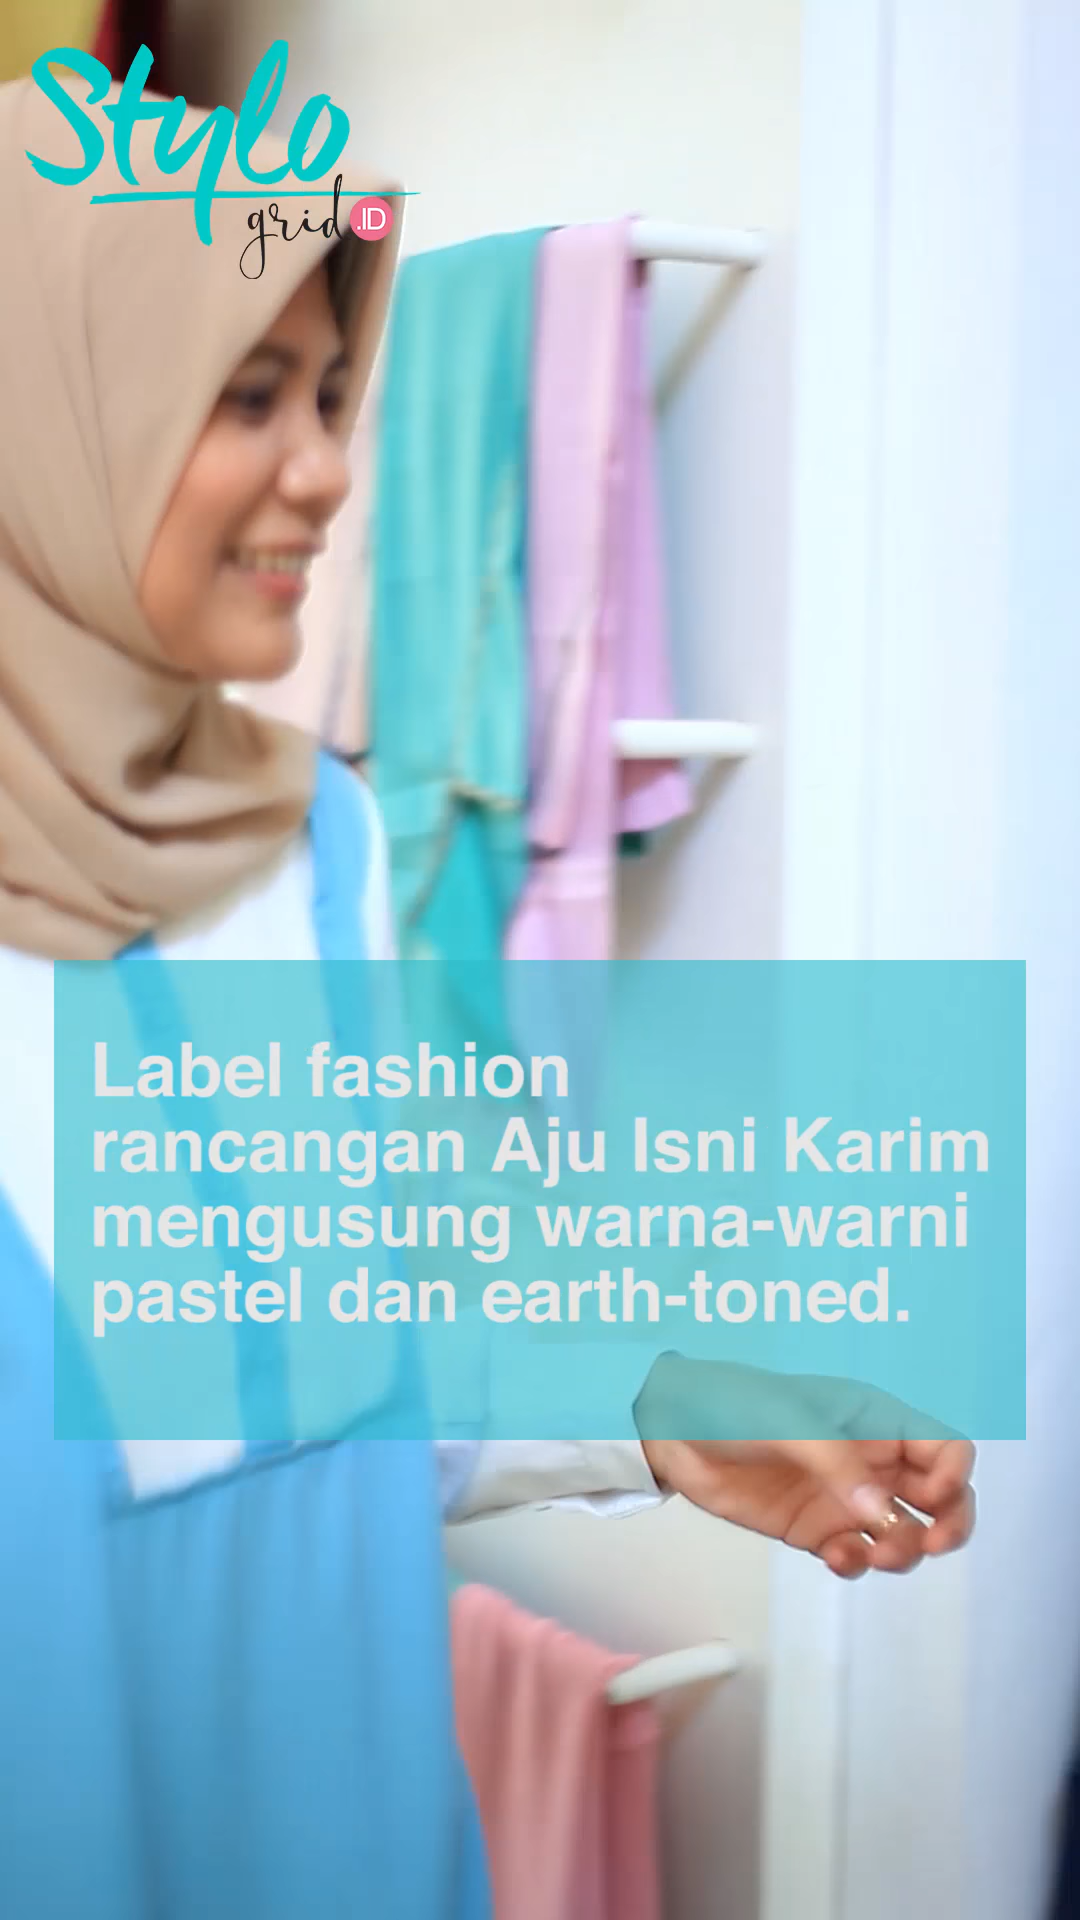 Stylo
grid.ID
Label fashion
rancangan Aju Isni Karim
mengusung warna-warni
pastel dan earth-toned.